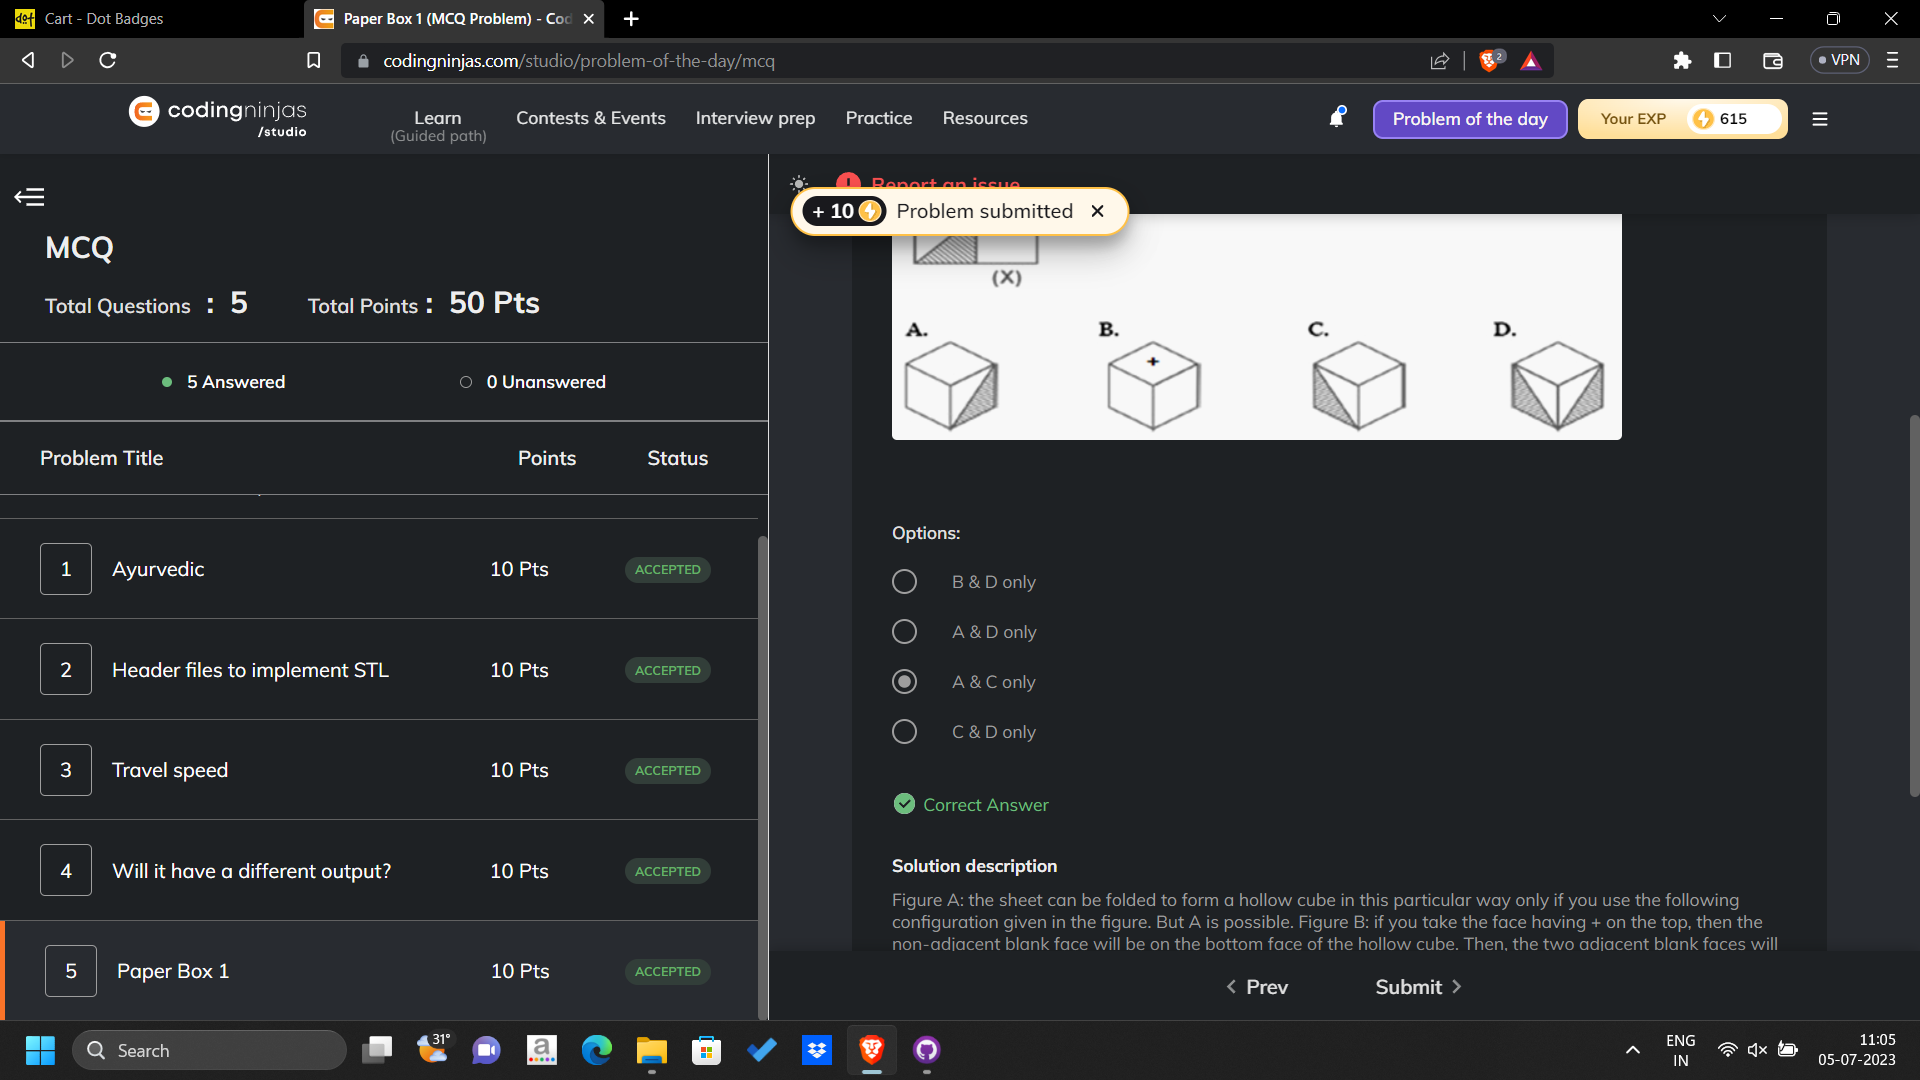 Cart - Dot Badges
Paper Box 1 (MCQ Problem) - Cod
codingninjas.com/studio/problem-of-the-day/mcq
2
VPN
codingninjas
/studio
Learn
(Guided path)
Contests & Events
Interview prep
Practice
Resources
Problem of the day
Your EXP
615
Report an issue
+ 10
Problem submitted
MCQ
Total Questions : 5
Total Points : 50 Pts
5 Answered
0 Unanswered
Problem Title
Points
Status
1 Ayurvedic 10 Pts ACCEPTED
2 Header files to implement STL 10 Pts ACCEPTED
3 Travel speed 10 Pts ACCEPTED
4 Will it have a different output? 10 Pts ACCEPTED
5 Paper Box 1 10 Pts ACCEPTED
(X)
A. B. C. D.
+
Options:
B & D only
A & D only
A & C only
C & D only
Correct Answer
Solution description
Figure A: the sheet can be folded to form a hollow cube in this particular way only if you use the following
configuration given in the figure. But A is possible. Figure B: if you take the face having + on the top, then the
non-adjacent blank face will be on the bottom face of the hollow cube. Then, the two adjacent blank faces will
Prev
Submit
Search
31°
ENG
IN
11:05
05-07-2023